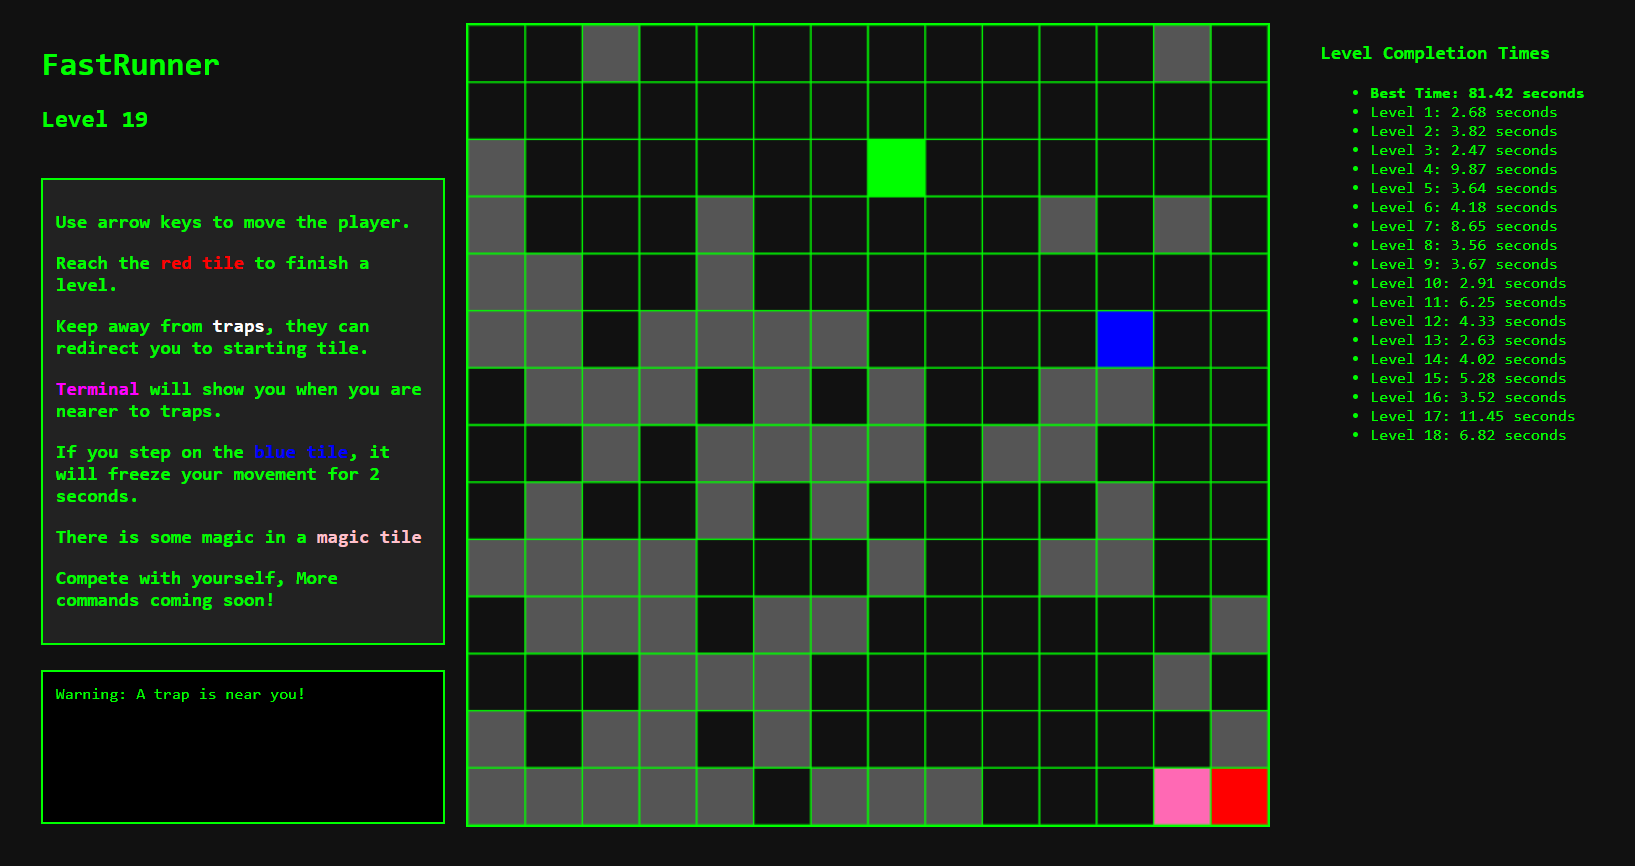 FastRunner
Level 19
Use arrow keys to move the player.
Reach the red tile to finish a
level.
Keep away from traps, they can
redirect you to starting tile.
Terminal will show you when you are
nearer to traps.
If you step on the blue tile, it
will freeze your movement for 2
seconds.
There is some magic in a magic tile
Compete with yourself, More
commands coming soon!
Warning: A trap is near you!
Level Completion Times
• Best Time: 81.42 seconds
• Level 1: 2.68 seconds
• Level 2: 3.82 seconds
• Level 3: 2.47 seconds
• Level 4: 9.87 seconds
• Level 5: 3.64 seconds
• Level 6: 4.18 seconds
• Level 7: 8.65 seconds
• Level 8: 3.56 seconds
• Level 9: 3.67 seconds
• Level 10: 2.91 seconds
• Level 11: 6.25 seconds
• Level 12: 4.33 seconds
• Level 13: 2.63 seconds
• Level 14: 4.02 seconds
• Level 15: 5.28 seconds
• Level 16: 3.52 seconds
• Level 17: 11.45 seconds
• Level 18: 6.82 seconds